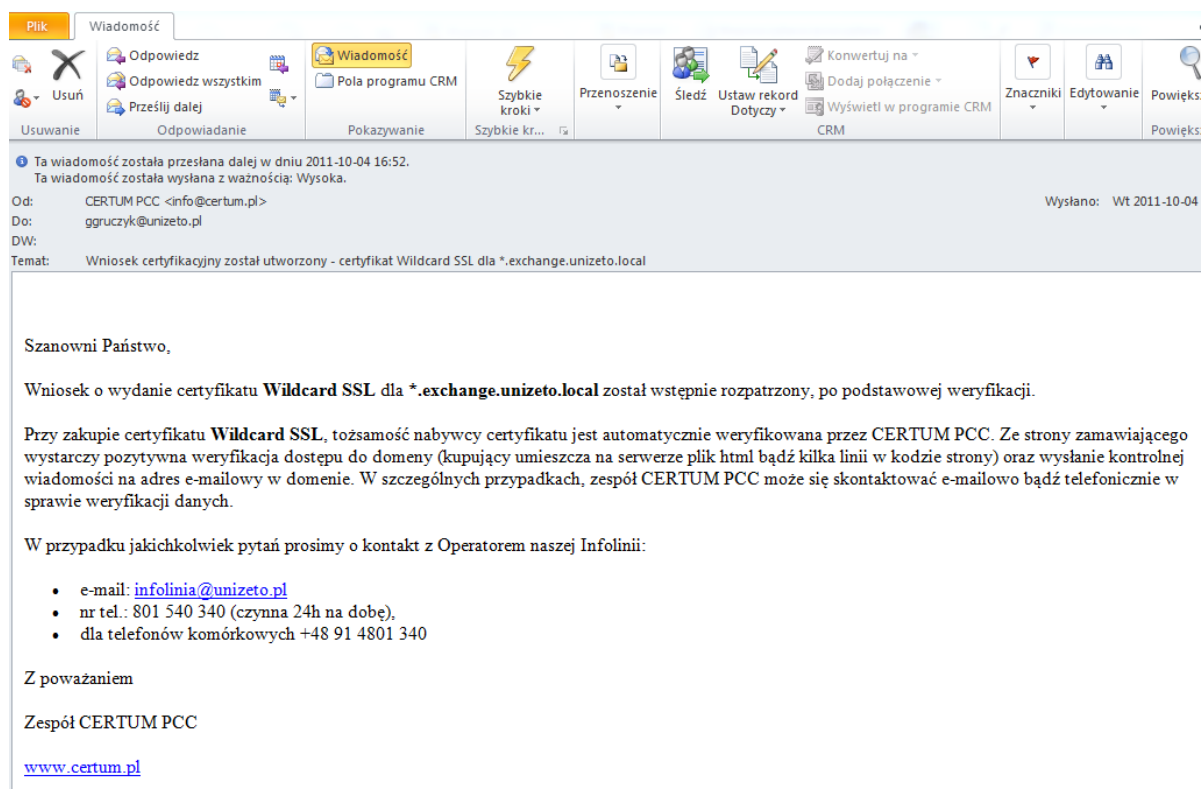 Plik Wiadomość
Odpowiedz
Odpowiedz wszystkim
Prześlij dalej
Usuń
Wiadomość
Pola programu CRM
Szybkie
kroki
Przenoszenie
Śledź
Ustaw rekord
Dotyczy
Konwertuj na
Dodaj połączenie
Wyświetl w programie CRM
Znaczniki
Edytowanie
Usuwanie Odpowiadanie Pokazywanie Szybkie kr... CRM
Ta wiadomość została przesłana dalej w dniu 2011-10-04 16:52.
Ta wiadomość została wysłana z ważnością: Wysoka.
Od: CERTUM PCC <info@certum.pl> Wysłano: Wt 2011-10-04
Do: ggruczyk@unizeto.pl
DW:
Temat: Wniosek certyfikacyjny został utworzony - certyfikat Wildcard SSL dla *.exchange.unizeto.local
Szanowni Państwo,
Wniosek o wydanie certyfikatu Wildcard SSL dla *.exchange.unizeto.local został wstępnie rozpatrzony, po podstawowej weryfikacji.
Przy zakupie certyfikatu Wildcard SSL, tożsamość nabywcy certyfikatu jest automatycznie weryfikowana przez CERTUM PCC. Ze strony zamawiającego
wystarczy pozytywna weryfikacja dostępu do domeny (kupujący umieszcza na serwerze plik html bądź kilka linii w kodzie strony) oraz wysłanie kontrolnej
wiadomości na adres e-mailowy w domenie. W szczególnych przypadkach, zespół CERTUM PCC może się skontaktować e-mailowo bądź telefonicznie w
sprawie weryfikacji danych.
W przypadku jakichkolwiek pytań prosimy o kontakt z Operatorem naszej Infolinii:
• e-mail: infolinia@unizeto.pl
• nr tel.: 801 540 340 (czynna 24h na dobę),
• dla telefonów komórkowych +48 91 4801 340
Z poważaniem
Zespół CERTUM PCC
www.certum.pl